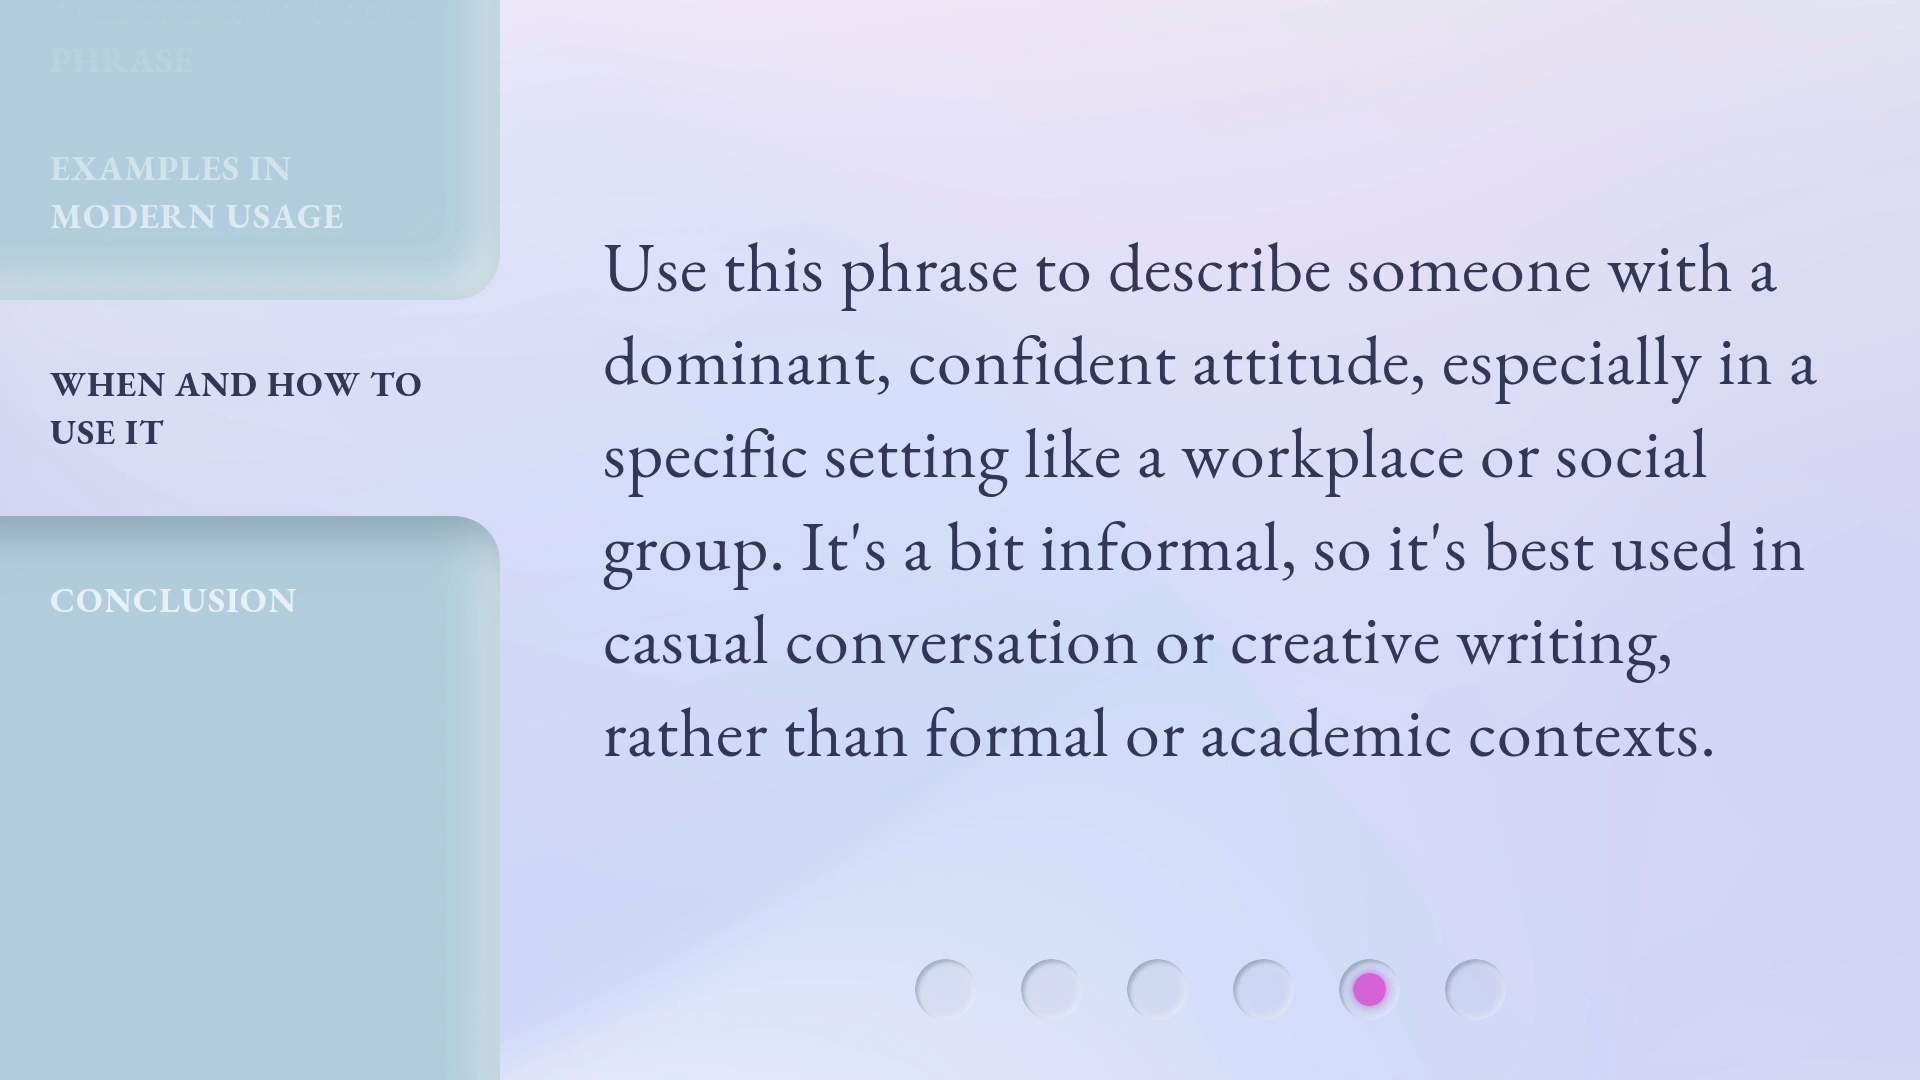 PHRASE
EXAMPLES IN
MODERN USAGE
WHEN AND HOW TO
USE IT
CONCLUSION
Use this phrase to describe someone with a
dominant, confident attitude, especially in a
specific setting like a workplace or social
group. It's a bit informal, so it's best used in
casual conversation or creative writing,
rather than formal or academic contexts.